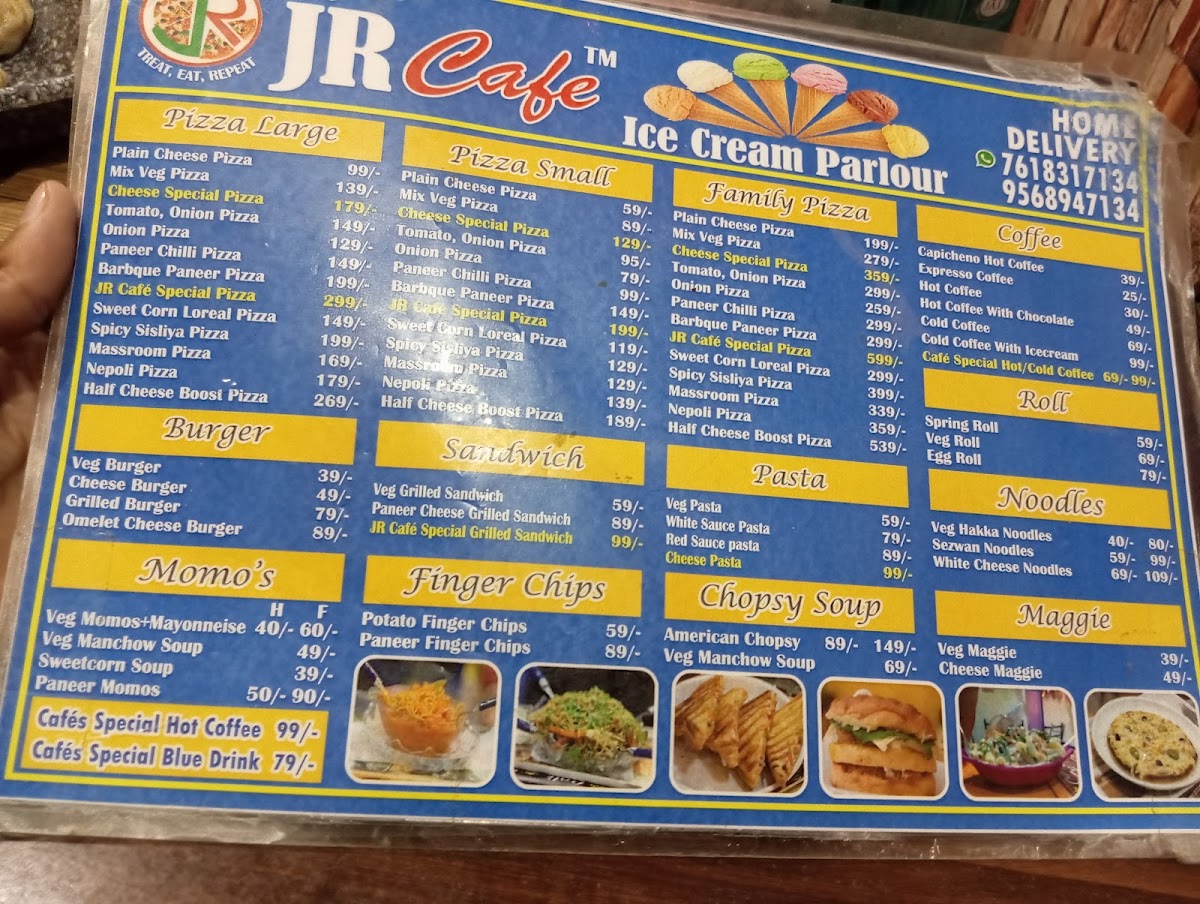 JR
TREAT, EAT, REPEAT
JR Cafe TM
Ice Cream Parlour
HOME
DELIVERY
7618317134
9568947134
Pizza Large
Plain Cheese Pizza 99/-
Mix Veg Pizza 139/-
Cheese Special Pizza 179/-
Tomato, Onion Pizza 149/-
Onion Pizza 129/-
Paneer Chilli Pizza 149/-
Barbque Paneer Pizza 199/-
JR Café Special Pizza 299/-
Sweet Corn Loreal Pizza 149/-
Spicy Sisliya Pizza 199/-
Massroom Pizza 169/-
Nepoli Pizza 179/-
Half Cheese Boost Pizza 269/-
Burger
Veg Burger 39/-
Cheese Burger 49/-
Grilled Burger 79/-
Omelet Cheese Burger 89/-
Momo's
H F
Veg Momos+Mayonneise 40/- 60/-
Veg Manchow Soup 49/-
Sweetcorn Soup 39/-
Paneer Momos 50/- 90/-
Cafés Special Hot Coffee 99/-
Cafés Special Blue Drink 79/-
Pizza Small
Plain Cheese Pizza 59/-
Mix Veg Pizza 89/-
Cheese Special Pizza 129/-
Tomato, Onion Pizza 95/-
Onion Pizza 79/-
Paneer Chilli Pizza 99/-
Barbque Paneer Pizza 149/-
JR Café Special Pizza 199/-
Sweet Corn Loreal Pizza 119/-
Spicy Sisliya Pizza 129/-
Massroom Pizza 129/-
Nepoli Pizza 139/-
Half Cheese Boost Pizza 189/-
Sandwich
Veg Grilled Sandwich 59/-
Paneer Cheese Grilled Sandwich 89/-
JR Café Special Grilled Sandwich 99/-
Finger Chips
Potato Finger Chips 59/-
Paneer Finger Chips 89/-
Family Pizza
Plain Cheese Pizza 199/-
Mix Veg Pizza 279/-
Cheese Special Pizza 359/-
Tomato, Onion Pizza 299/-
Onion Pizza 259/-
Paneer Chilli Pizza 299/-
Barbque Paneer Pizza 299/-
JR Café Special Pizza 599/-
Sweet Corn Loreal Pizza 299/-
Spicy Sisliya Pizza 399/-
Massroom Pizza 339/-
Nepoli Pizza 359/-
Half Cheese Boost Pizza 539/-
Pasta
Veg Pasta 59/-
White Sauce Pasta 79/-
Red Sauce pasta 89/-
Cheese Pasta 99/-
Chopsy Soup
American Chopsy 89/- 149/-
Veg Manchow Soup 69/-
Coffee
Capicheno Hot Coffee 39/-
Expresso Coffee 25/-
Hot Coffee 30/-
Hot Coffee With Chocolate 49/-
Cold Coffee 69/-
Cold Coffee With Icecream 99/-
Café Special Hot/Cold Coffee 69/- 99/-
Roll
Spring Roll 59/-
Veg Roll 69/-
Egg Roll 79/-
Noodles
Veg Hakka Noodles 40/- 80/-
Sezwan Noodles 59/- 99/-
White Cheese Noodles 69/- 109/-
Maggie
Veg Maggie 39/-
Cheese Maggie 49/-